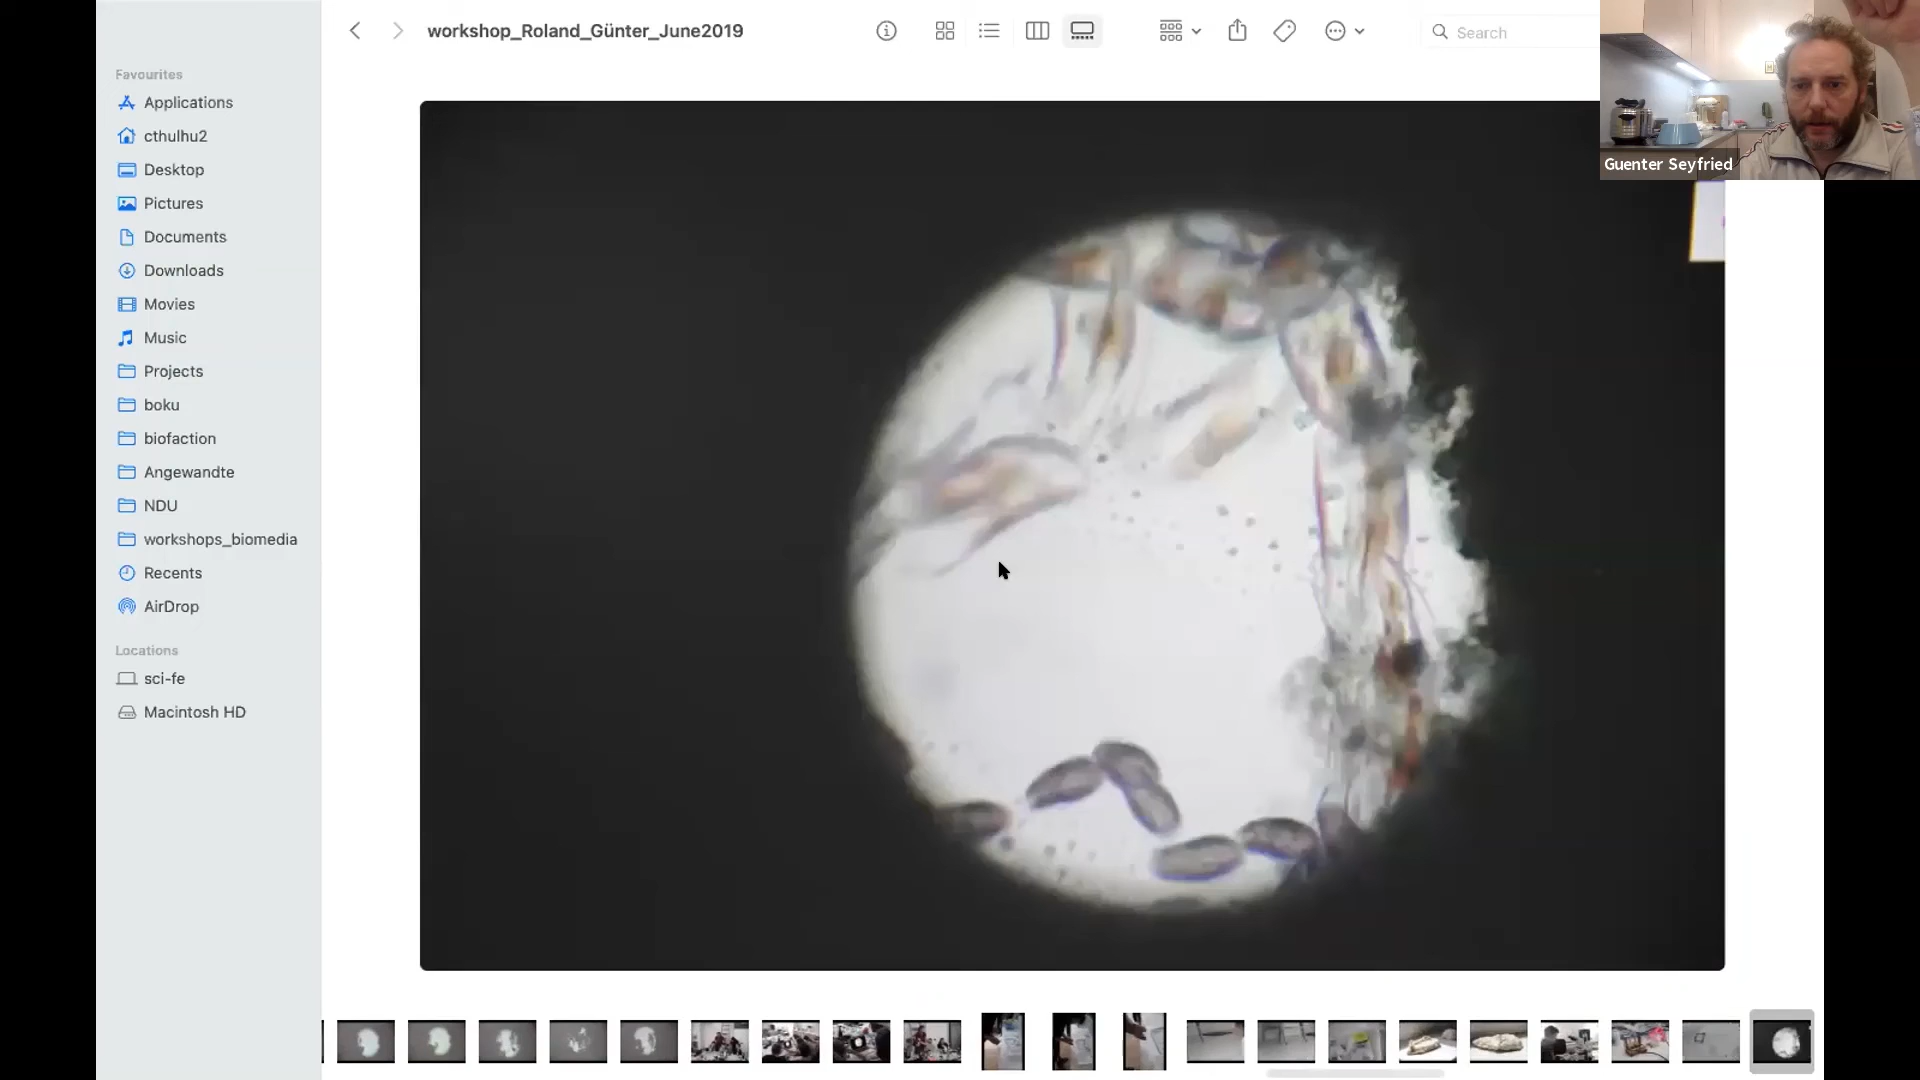 workshop_Roland_Günter_June2019
Search
Guenter Seyfried
Favourites
Applications
cthulhu2
Desktop
Pictures
Documents
Downloads
Movies
Music
Projects
boku
biofaction
Angewandte
NDU
workshops_biomedia
Recents
AirDrop
Locations
sci-fe
Macintosh HD